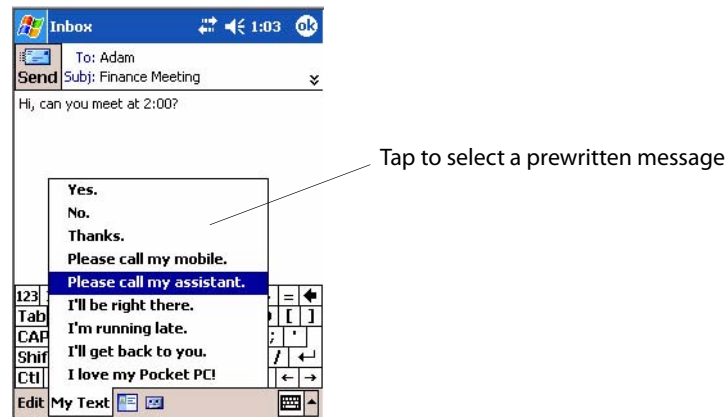 Inbox 1:03 ok
To: Adam
Send Subj: Finance Meeting
Hi, can you meet at 2:00?
Tap to select a prewritten message
Yes.
No.
Thanks.
Please call my mobile.
Please call my assistant.
I'll be right there.
I'm running late.
I'll get back to you.
I love my Pocket PC!
123 =
Tab [ ]
CAP ; '
Shif /
Ctl
Edit My Text